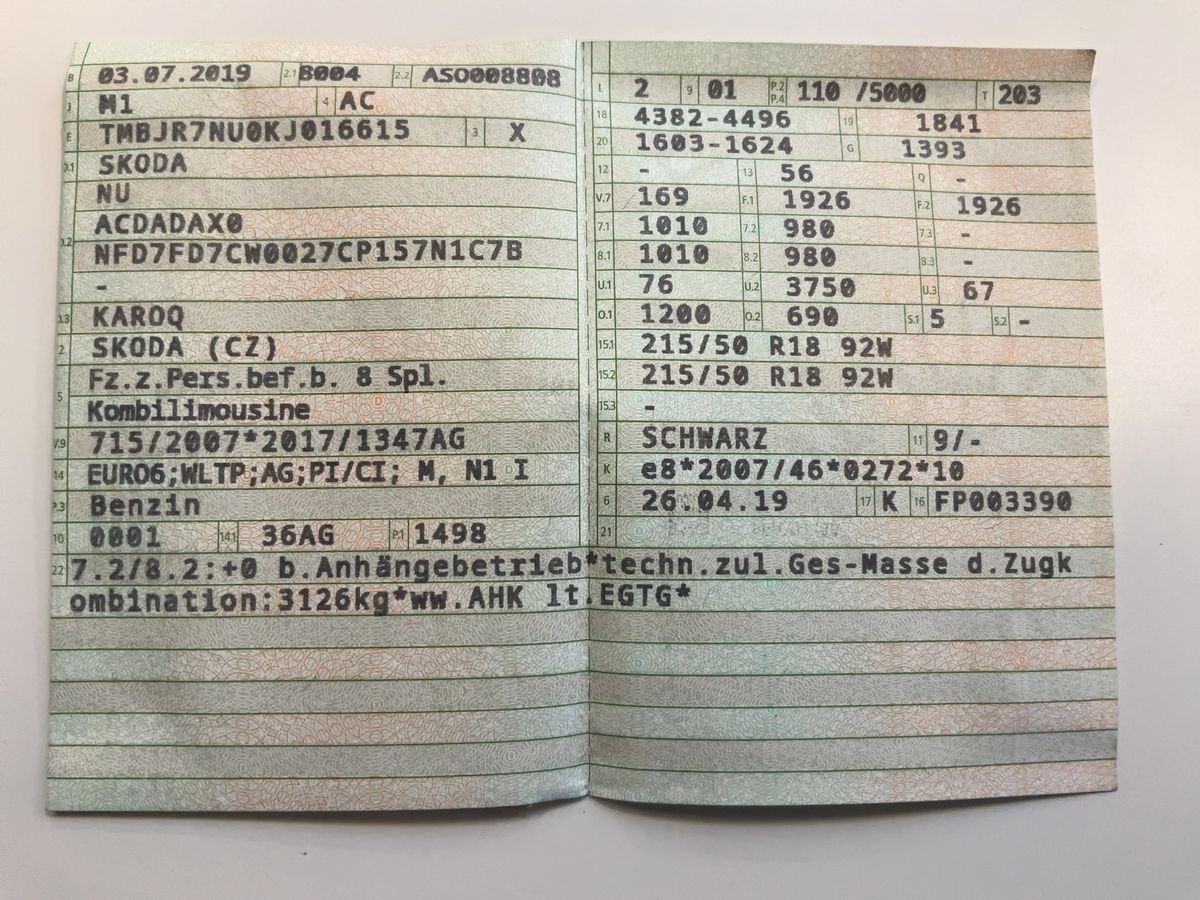 B 03.07.2019 2.1 B004 2.2 ASO008808
J M1 4 AC
E TMBJR7NU0KJ016615 3 X
D.1 SKODA
NU
ACDADAX0
D.2 NFD7FD7CW0027CP157N1C7B
-
D.3 KAROQ
2 SKODA (CZ)
Fz.z.Pers.bef.b. 8 Spl.
5 Kombilimousine
V.9 715/2007*2017/1347AG
14 EURO6;WLTP;AG;PI/CI; M, N1 I
P.3 Benzin
10 0001 14.1 36AG P.1 1498
L 2 9 01 P.2 P.4 110 /5000 T 203
18 4382-4496 19 1841
20 1603-1624 G 1393
12 - 13 56 Q -
V.7 169 F.1 1926 F.2 1926
7.1 1010 7.2 980 7.3 -
8.1 1010 8.2 980 8.3 -
U.1 76 U.2 3750 U.3 67
O.1 1200 O.2 690 S.1 5 S.2 -
15.1 215/50 R18 92W
15.2 215/50 R18 92W
15.3 -
R SCHWARZ 11 9/-
K e8*2007/46*0272*10
6 26.04.19 17 K 16 FP003390
21
22 7.2/8.2:+0 b.Anhängebetrieb*techn.zul.Ges-Masse d.Zugk
ombination:3126kg*ww.AHK lt.EGTG*